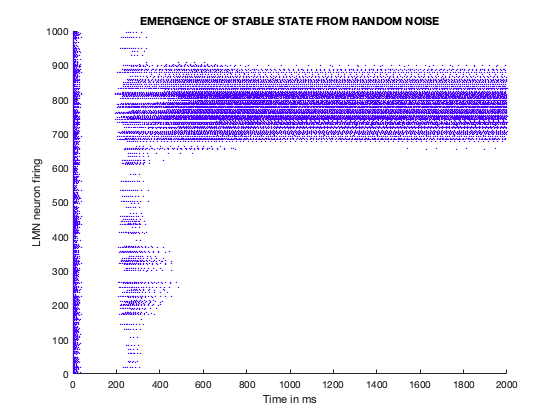 EMERGENCE OF STABLE STATE FROM RANDOM NOISE
1000
900
800
700
600
500
400
300
200
100
0
LMN neuron firing
0 200 400 600 800 1000 1200 1400 1600 1800 2000
Time in ms